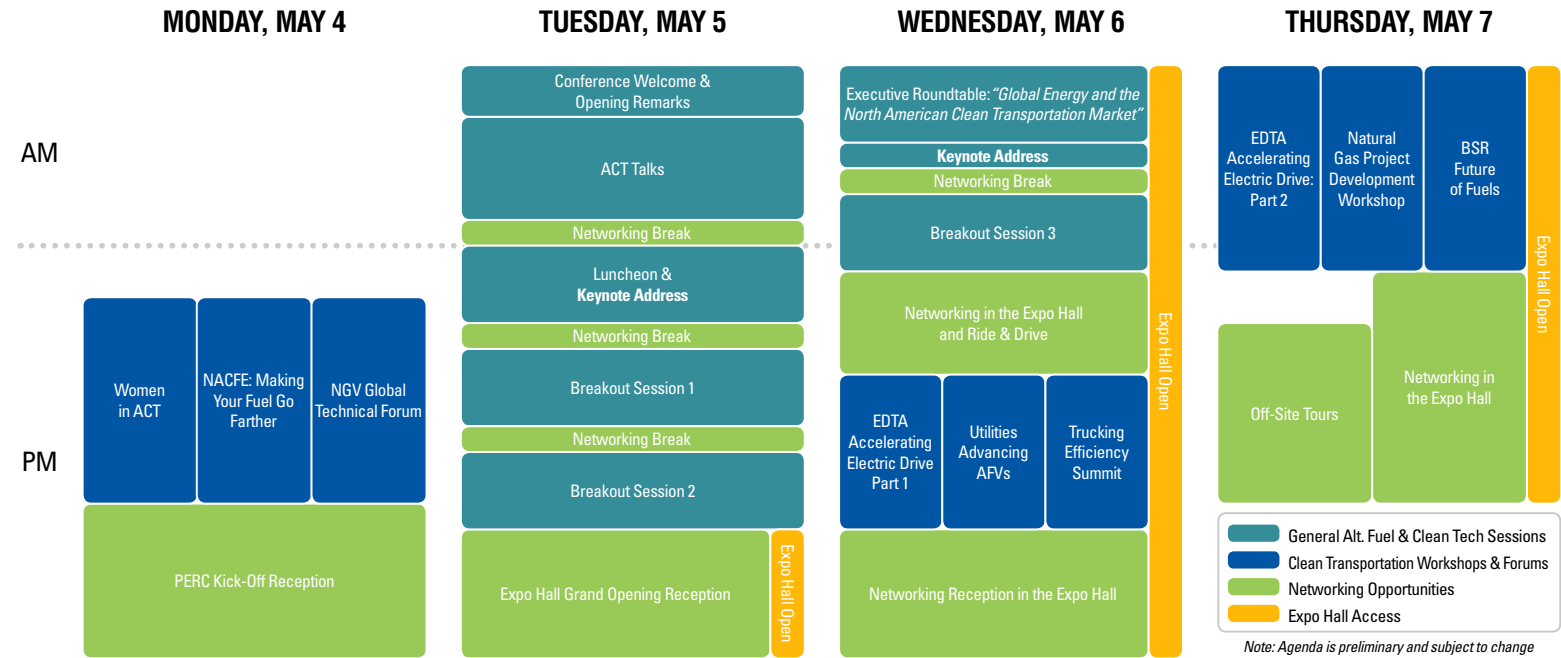 MONDAY, MAY 4
TUESDAY, MAY 5
WEDNESDAY, MAY 6
THURSDAY, MAY 7
AM
PM
Women
in ACT
NACFE: Making
Your Fuel Go
Farther
NGV Global
Technical Forum
PERC Kick-Off Reception
Conference Welcome &
Opening Remarks
ACT Talks
Networking Break
Luncheon &
Keynote Address
Networking Break
Breakout Session 1
Networking Break
Breakout Session 2
Expo Hall Grand Opening Reception
Expo Hall Open
Executive Roundtable: "Global Energy and the
North American Clean Transportation Market"
Keynote Address
Networking Break
Breakout Session 3
Networking in the Expo Hall
and Ride & Drive
EDTA
Accelerating
Electric Drive
Part 1
Utilities
Advancing
AFVs
Trucking
Efficiency
Summit
Networking Reception in the Expo Hall
Expo Hall Open
EDTA
Accelerating
Electric Drive:
Part 2
Natural
Gas Project
Development
Workshop
BSR
Future
of Fuels
Off-Site Tours
Networking in
the Expo Hall
Expo Hall Open
General Alt. Fuel & Clean Tech Sessions
Clean Transportation Workshops & Forums
Networking Opportunities
Expo Hall Access
Note: Agenda is preliminary and subject to change